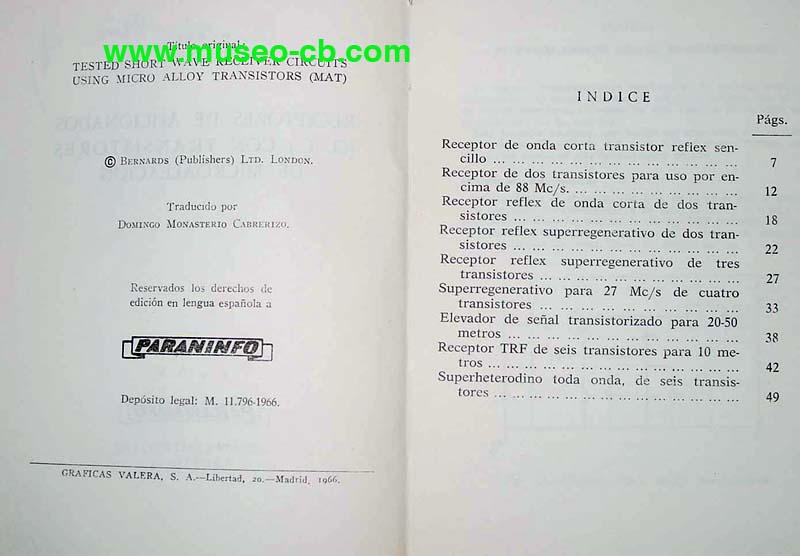 Título original:
www.museo-cb.com
TESTED SHORT WAVE RECEIVER CIRCUITS
USING MICRO ALLOY TRANSISTORS (MAT)
© BERNARDS (Publishers) LTD. LONDON.
Traducido por
DOMINGO MONASTERIO CABRERIZO.
Reservados los derechos de
edición en lengua española a
PARANINFO
Depósito legal: M. 11.796-1966.
GRAFICAS VALERA, S. A.—Libertad, 20.—Madrid, 1966.
INDICE
Págs.
Receptor de onda corta transistor reflex sen-
cillo ... ... ... ... ... ... ... ... ... ... ... ... ... 7
Receptor de dos transistores para uso por en-
cima de 88 Mc/s. ... ... ... ... ... ... ... ... ... 12
Receptor reflex de onda corta de dos tran-
sistores ... ... ... ... ... ... ... ... ... ... ... ... 18
Receptor reflex superregenerativo de dos tran-
sistores ... ... ... ... ... ... ... ... ... ... ... ... 22
Receptor reflex superregenerativo de tres
transistores ... ... ... ... ... ... ... ... ... ... ... 27
Superregenerativo para 27 Mc/s de cuatro
transistores ... ... ... ... ... ... ... ... ... ... ... 33
Elevador de señal transistorizado para 20-50
metros ... ... ... ... ... ... ... ... ... ... ... ... ... 38
Receptor TRF de seis transistores para 10 me-
tros ... ... ... ... ... ... ... ... ... ... ... ... ... ... 42
Superheterodino toda onda, de seis transis-
tores ... ... ... ... ... ... ... ... ... ... ... ... ... 49